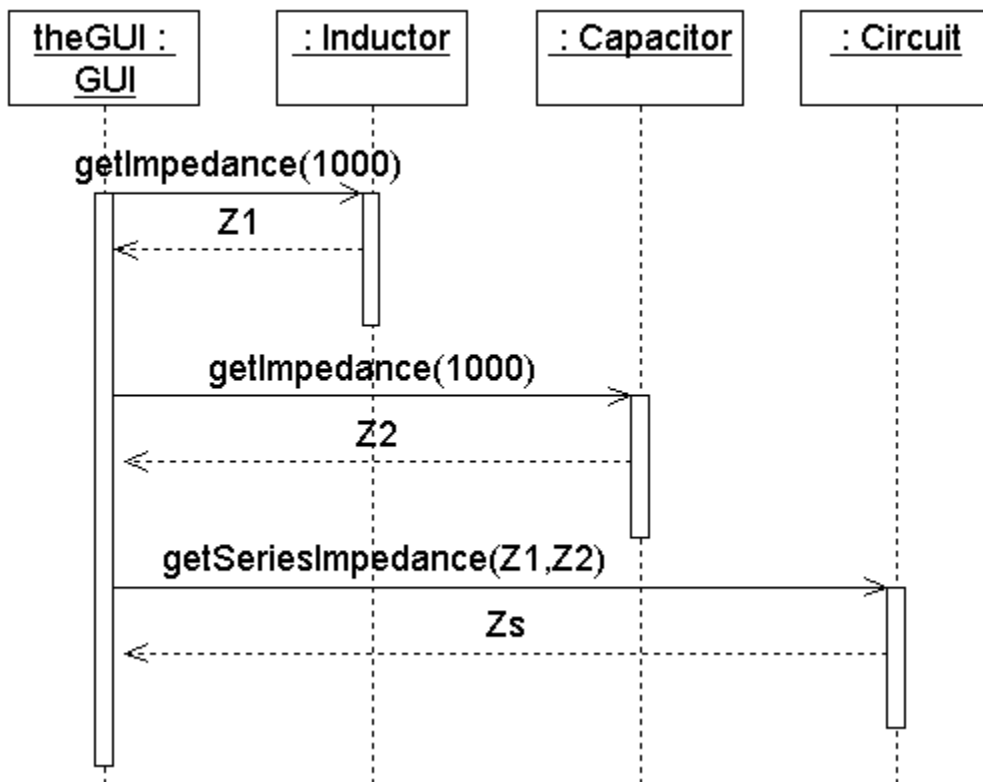 theGUI :
GUI
: Inductor
: Capacitor
: Circuit
getImpedance(1000)
Z1
getImpedance(1000)
Z2
getSeriesImpedance(Z1,Z2)
Zs